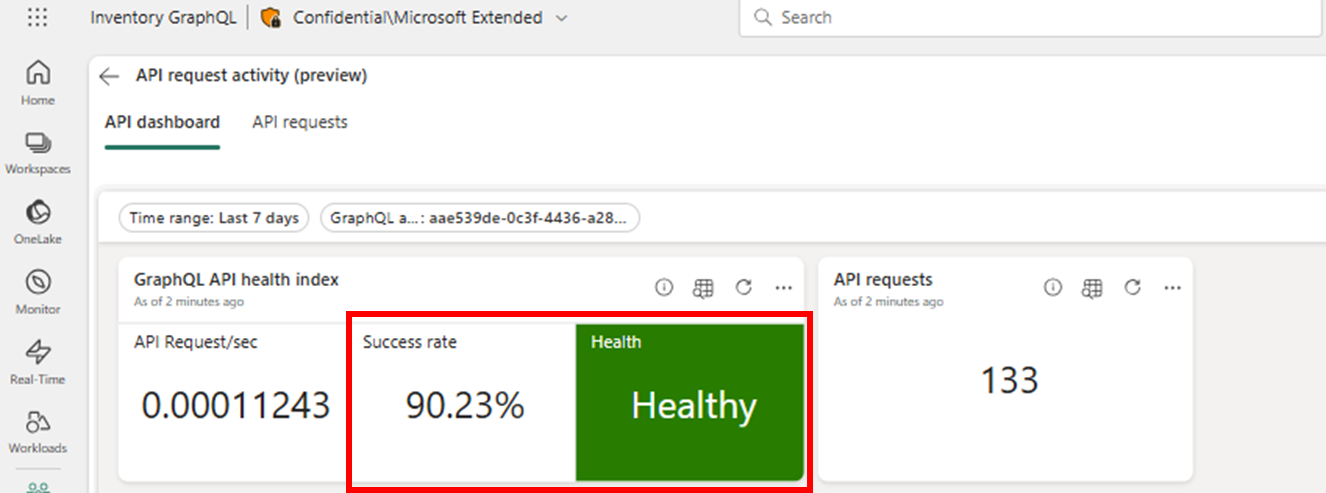 Inventory GraphQL
Confidential\Microsoft Extended
Search
Home
Workspaces
OneLake
Monitor
Real-Time
Workloads
API request activity (preview)
API dashboard
API requests
Time range: Last 7 days
GraphQL a...: aae539de-0c3f-4436-a28...
GraphQL API health index
As of 2 minutes ago
API Request/sec
0.00011243
Success rate
90.23%
Health
Healthy
API requests
As of 2 minutes ago
133